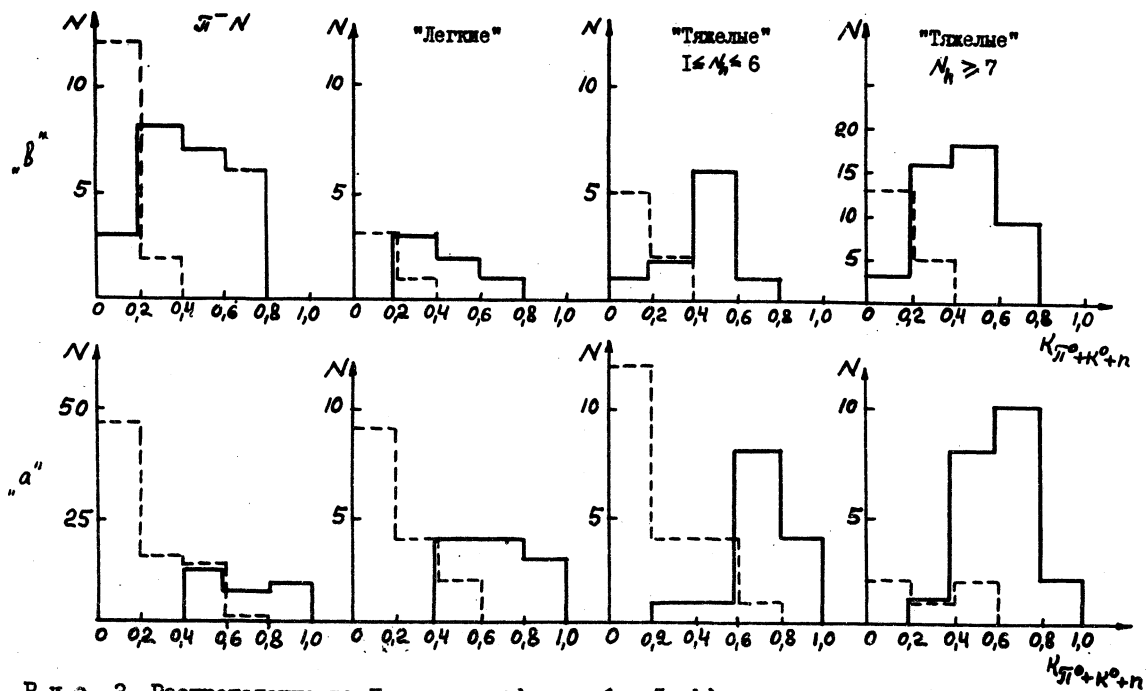 π⁻N "Легкие" "Тяжелые" "Тяжелые"
I ≤ Nₕ ≤ 6 Nₕ ⩾ 7
N N N N
10 10 10 20
15
10
5 5 5 5
„в"
0 0,2 0,4 0,6 0,8 1,0 0 0,2 0,4 0,6 0,8 1,0 0 0,2 0,4 0,6 0,8 1,0 0 0,2 0,4 0,6 0,8 1,0
K π⁰+K⁰+n
N N N N
50 10 10 10
25 5 5 5
„а"
0 0,2 0,4 0,6 0,8 1,0 0 0,2 0,4 0,6 0,8 1,0 0 0,2 0,4 0,6 0,8 1,0 0 0,2 0,4 0,6 0,8 1,0
K π⁰+K⁰+n